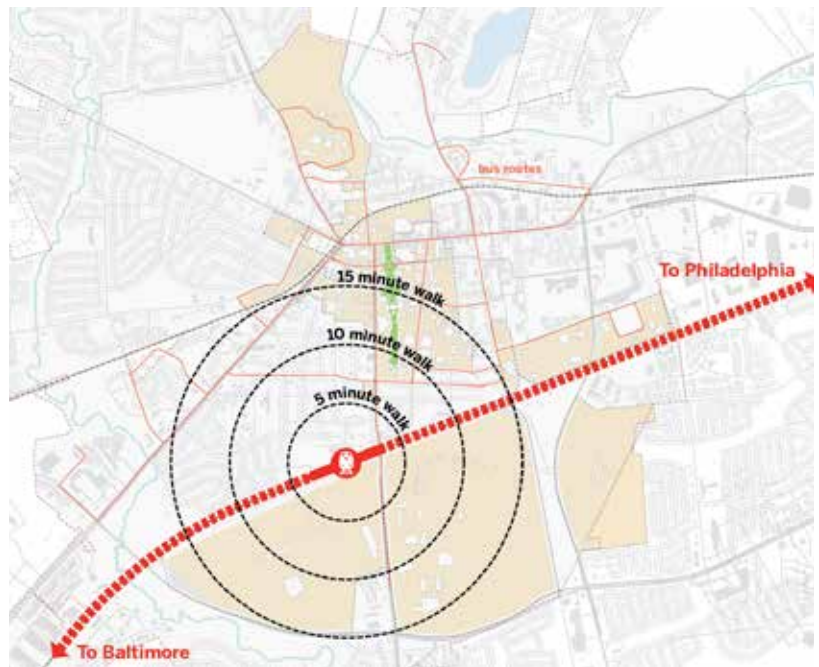 bus routes
To Philadelphia
15 minute walk
10 minute walk
5 minute walk
To Baltimore